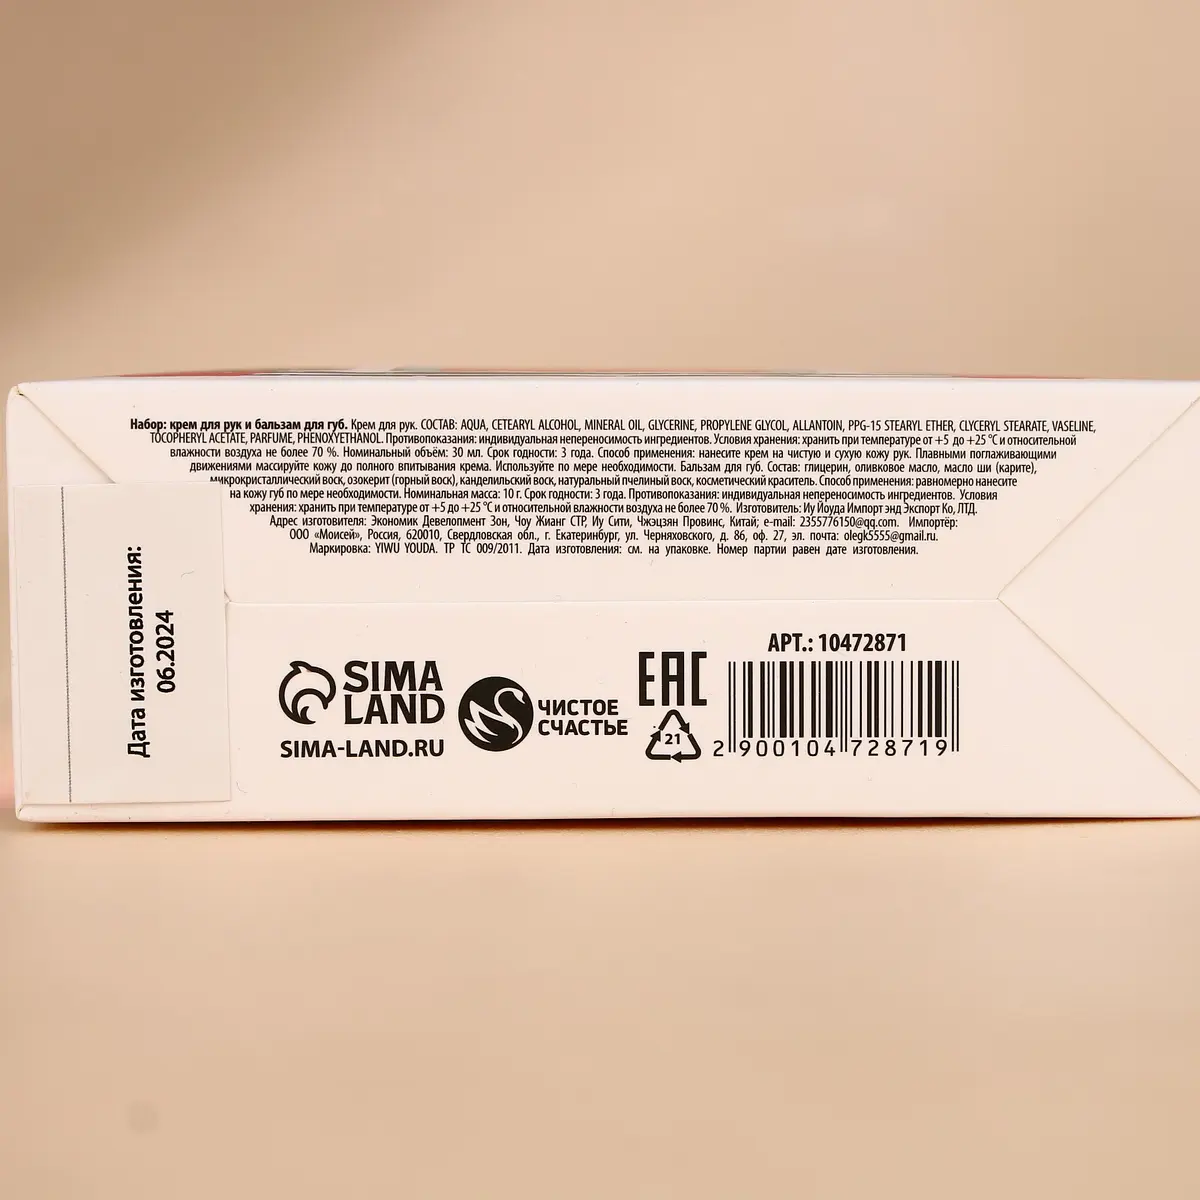 Набор: крем для рук и бальзам для губ. Крем для рук. СОСТАВ: AQUA, CETEARYL ALCOHOL, MINERAL OIL, GLYCERINE, PROPYLENE GLYCOL, ALLANTOIN, PPG-15 STEARYL ETHER, GLYCERYL STEARATE, VASELINE,
TOCOPHERYL ACETATE, PARFUME, PHENOXYETHANOL. Противопоказания: индивидуальная непереносимость ингредиентов. Условия хранения: хранить при температуре от +5 до +25 °С и относительной
влажности воздуха не более 70 %. Номинальный объём: 30 мл. Срок годности: 3 года. Способ применения: нанесите крем на чистую и сухую кожу рук. Плавными поглаживающими
движениями массируйте кожу до полного впитывания крема. Используйте по мере необходимости. Бальзам для губ. Состав: глицерин, оливковое масло, масло ши (карите),
микрокристаллический воск, озокерит (горный воск), канделильский воск, натуральный пчелиный воск, косметический краситель. Способ применения: равномерно нанесите
на кожу губ по мере необходимости. Номинальная масса: 10 г. Срок годности: 3 года. Противопоказания: индивидуальная непереносимость ингредиентов. Условия
хранения: хранить при температуре от +5 до +25 °С и относительной влажности воздуха не более 70 %. Изготовитель: Иу Йоуда Импорт энд Экспорт Ко, ЛТД.
Адрес изготовителя: Экономик Девелопмент Зон, Чоу Жианг СТР, Иу Сити, Чжэцзян Провинс, Китай; e-mail: 2355776150@qq.com. Импортёр:
ООО «Моисей», Россия, 620010, Свердловская обл., г. Екатеринбург, ул. Черняховского, д. 86, оф. 27, эл. почта: olegk5555@gmail.ru.
Маркировка: YIWU YOUDA. ТР ТС 009/2011. Дата изготовления: см. на упаковке. Номер партии равен дате изготовления.
Дата изготовления:
06.2024
SIMA
LAND
SIMA-LAND.RU
ЧИСТОЕ
СЧАСТЬЕ
EAC
21
АРТ.: 10472871
2 900104 728719